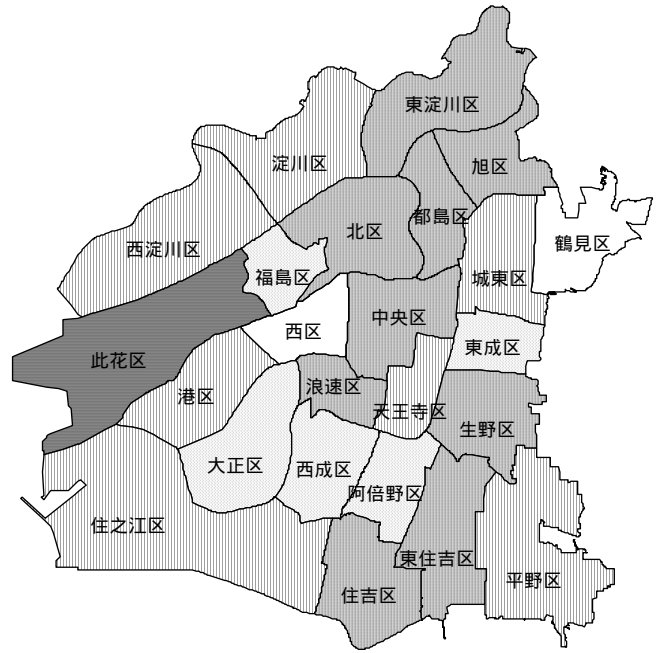 東淀川区
淀川区
旭区
都島区
北区
鶴見区
西淀川区
福島区
城東区
中央区
西区
東成区
此花区
浪速区
港区
天王寺区
生野区
大正区
西成区
阿倍野区
住之江区
東住吉区
平野区
住吉区